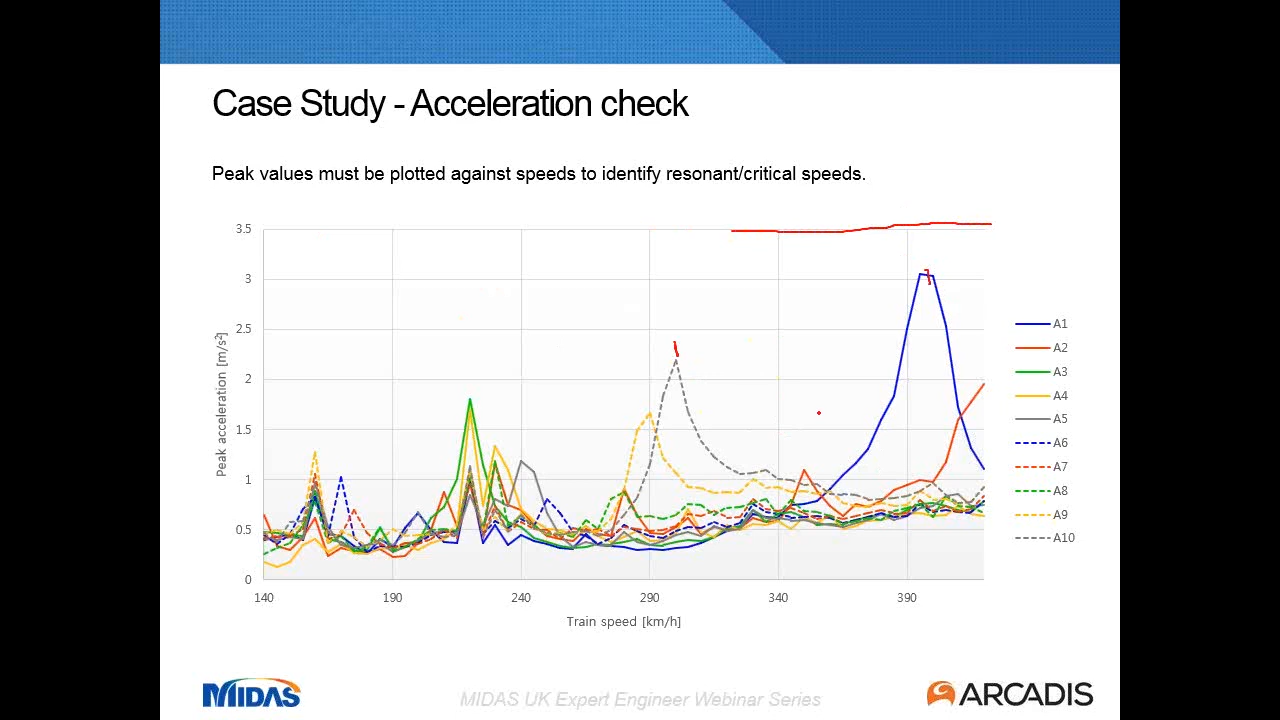 Case Study - Acceleration check
Peak values must be plotted against speeds to identify resonant/critical speeds.
3.5
3
2.5
2
1.5
1
0.5
0
Peak acceleration [m/s²]
140 190 240 290 340 390
Train speed [km/h]
A1
A2
A3
A4
A5
A6
A7
A8
A9
A10
MIDAS
MIDAS UK Expert Engineer Webinar Series
ARCADIS